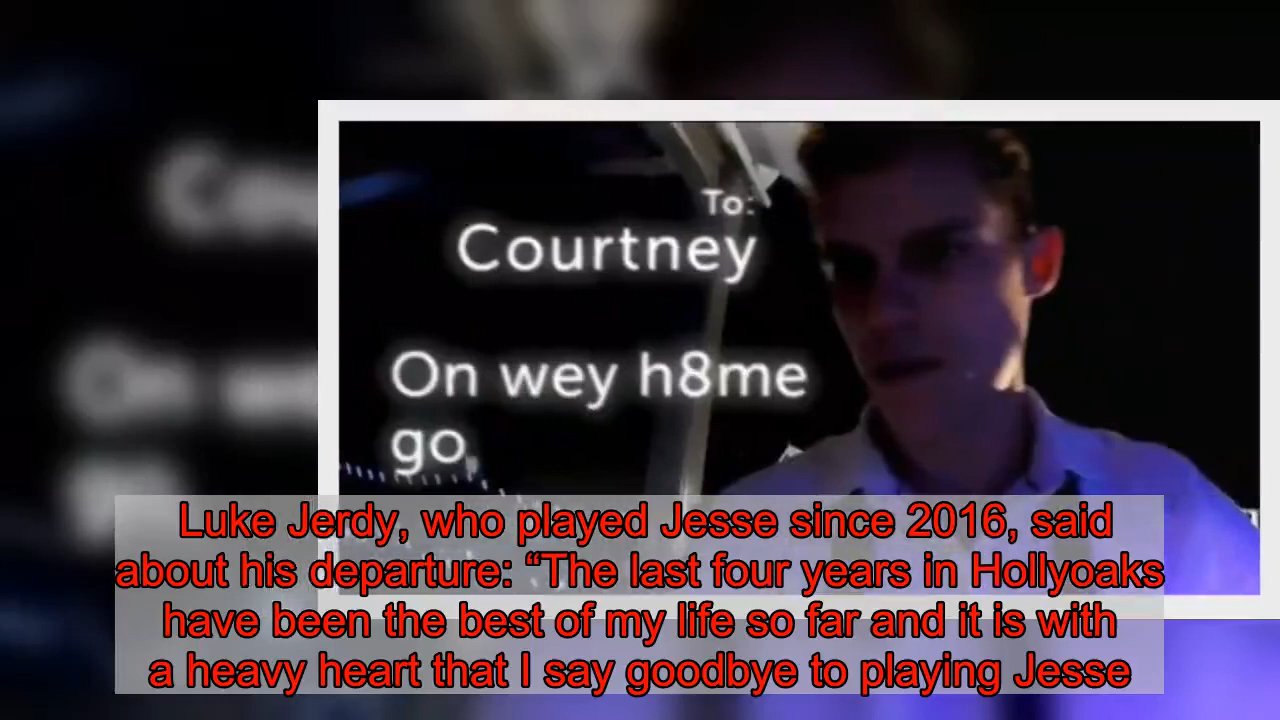 To:
Courtney
On wey h8me
go
Luke Jerdy, who played Jesse since 2016, said
about his departure: “The last four years in Hollyoaks
have been the best of my life so far and it is with
a heavy heart that I say goodbye to playing Jesse